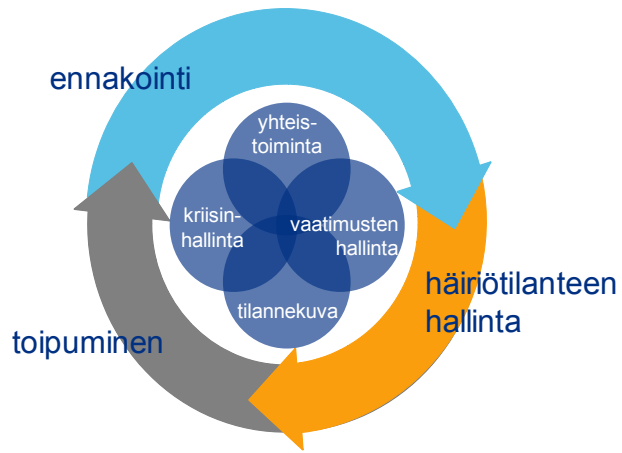 ennakointi
yhteis-
toiminta
kriisin-
hallinta
vaatimusten
hallinta
tilannekuva
häiriötilanteen
hallinta
toipuminen